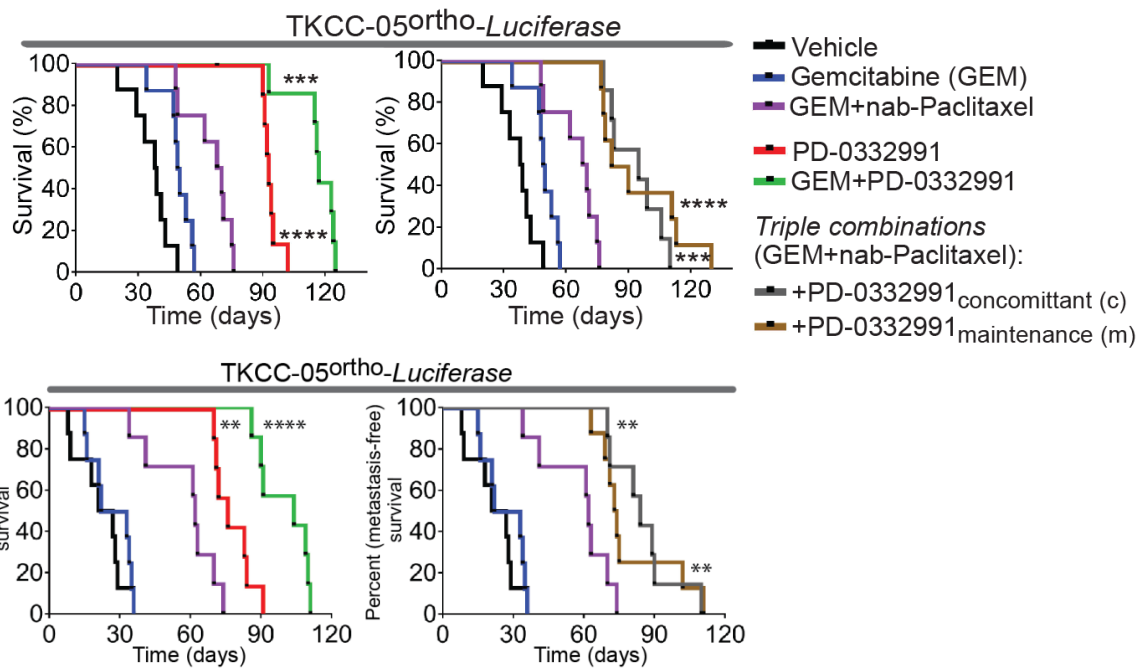 TKCC-05ortho-Luciferase
Survival (%)
100
80
60
40
20
0
***
****
0 30 60 90 120
Time (days)
Survival (%)
100
80
60
40
20
0
****
***
0 30 60 90 120
Time (days)
Vehicle
Gemcitabine (GEM)
GEM+nab-Paclitaxel
PD-0332991
GEM+PD-0332991
Triple combinations
(GEM+nab-Paclitaxel):
+PD-0332991concomittant (c)
+PD-0332991maintenance (m)
TKCC-05ortho-Luciferase
survival
100
80
60
40
20
0
** ****
0 30 60 90 120
Time (days)
Percent (metastasis-free)
survival
100
80
60
40
20
0
**
**
0 30 60 90 120
Time (days)